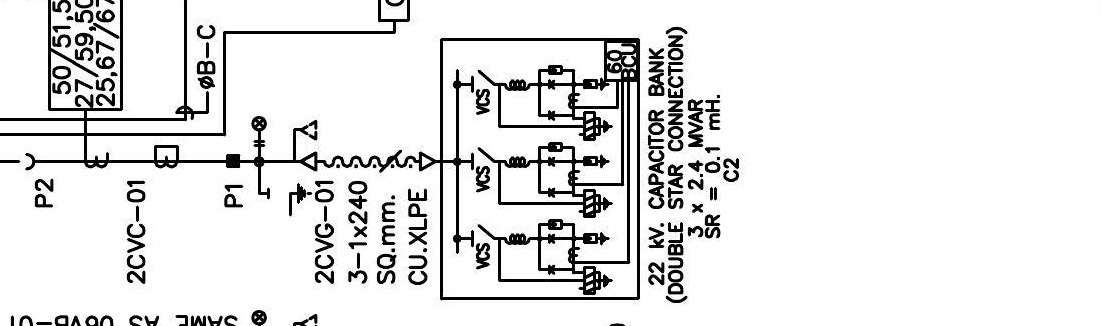 50/51,5
27/59,50
25,67/67
øB-C
P2
2CVC-01
P1
2CVG-01
3-1x240
SQ.mm.
CU.XLPE
VCS
VCS
VCS
60
BCU
22 kV. CAPACITOR BANK
(DOUBLE STAR CONNECTION)
3 x 2.4 MVAR
SR = 0.1 mH.
C2
SAME AS 06VB-01